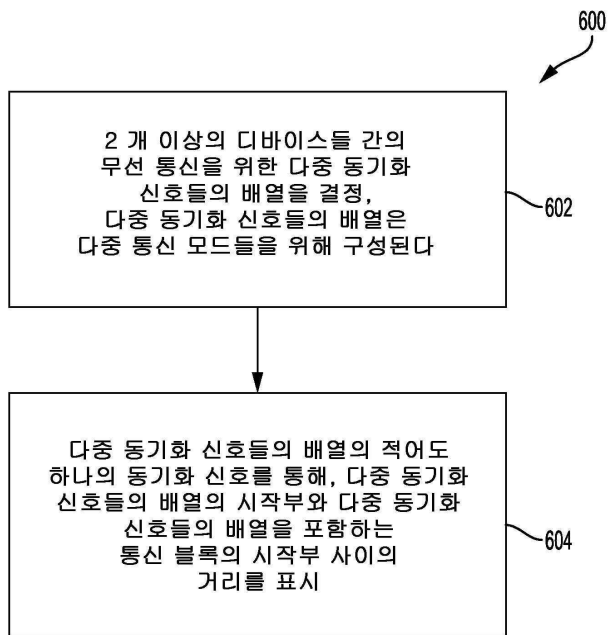 600
2 개 이상의 디바이스들 간의
무선 통신을 위한 다중 동기화
신호들의 배열을 결정,
다중 동기화 신호들의 배열은
다중 통신 모드들을 위해 구성된다
602
다중 동기화 신호들의 배열의 적어도
하나의 동기화 신호를 통해, 다중 동기화
신호들의 배열의 시작부와 다중 동기화
신호들의 배열을 포함하는
통신 블록의 시작부 사이의
거리를 표시
604